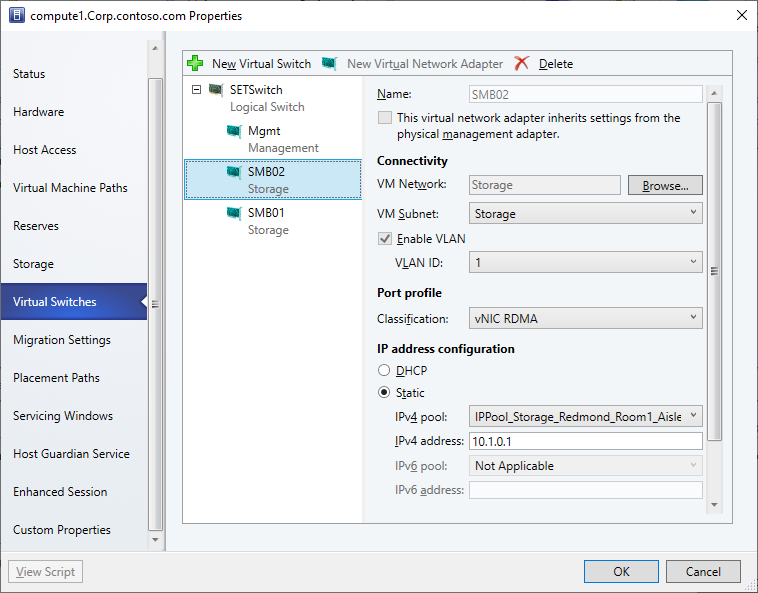 compute1.Corp.contoso.com Properties
Status
Hardware
Host Access
Virtual Machine Paths
Reserves
Storage
Virtual Switches
Migration Settings
Placement Paths
Servicing Windows
Host Guardian Service
Enhanced Session
Custom Properties
New Virtual Switch New Virtual Network Adapter Delete
SETSwitch
Logical Switch
Mgmt
Management
SMB02
Storage
SMB01
Storage
Name: SMB02
This virtual network adapter inherits settings from the
physical management adapter.
Connectivity
VM Network: Storage Browse...
VM Subnet: Storage
Enable VLAN
VLAN ID: 1
Port profile
Classification: vNIC RDMA
IP address configuration
DHCP
Static
IPv4 pool: IPPool_Storage_Redmond_Room1_Aisle
IPv4 address: 10.1.0.1
IPv6 pool: Not Applicable
IPv6 address:
View Script OK Cancel